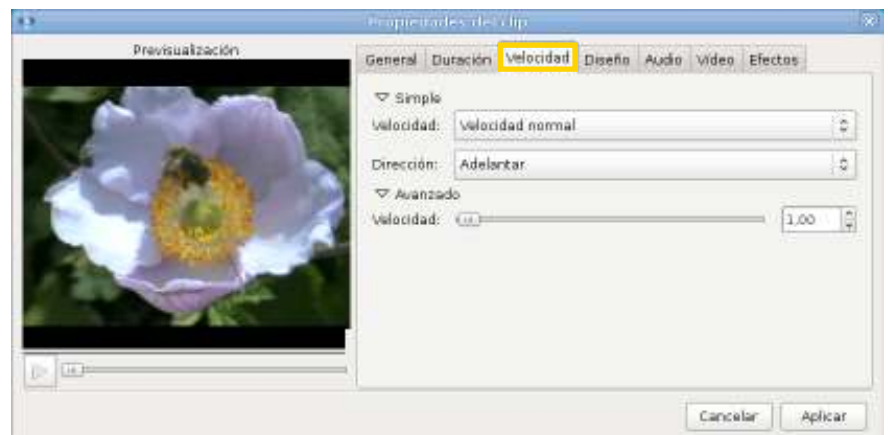 Propiedades del clip
Previsualización
General Duración Velocidad Diseño Audio Vídeo Efectos
Simple
Velocidad: Velocidad normal
Dirección: Adelantar
Avanzado
Velocidad: 1,00
Cancelar Aplicar